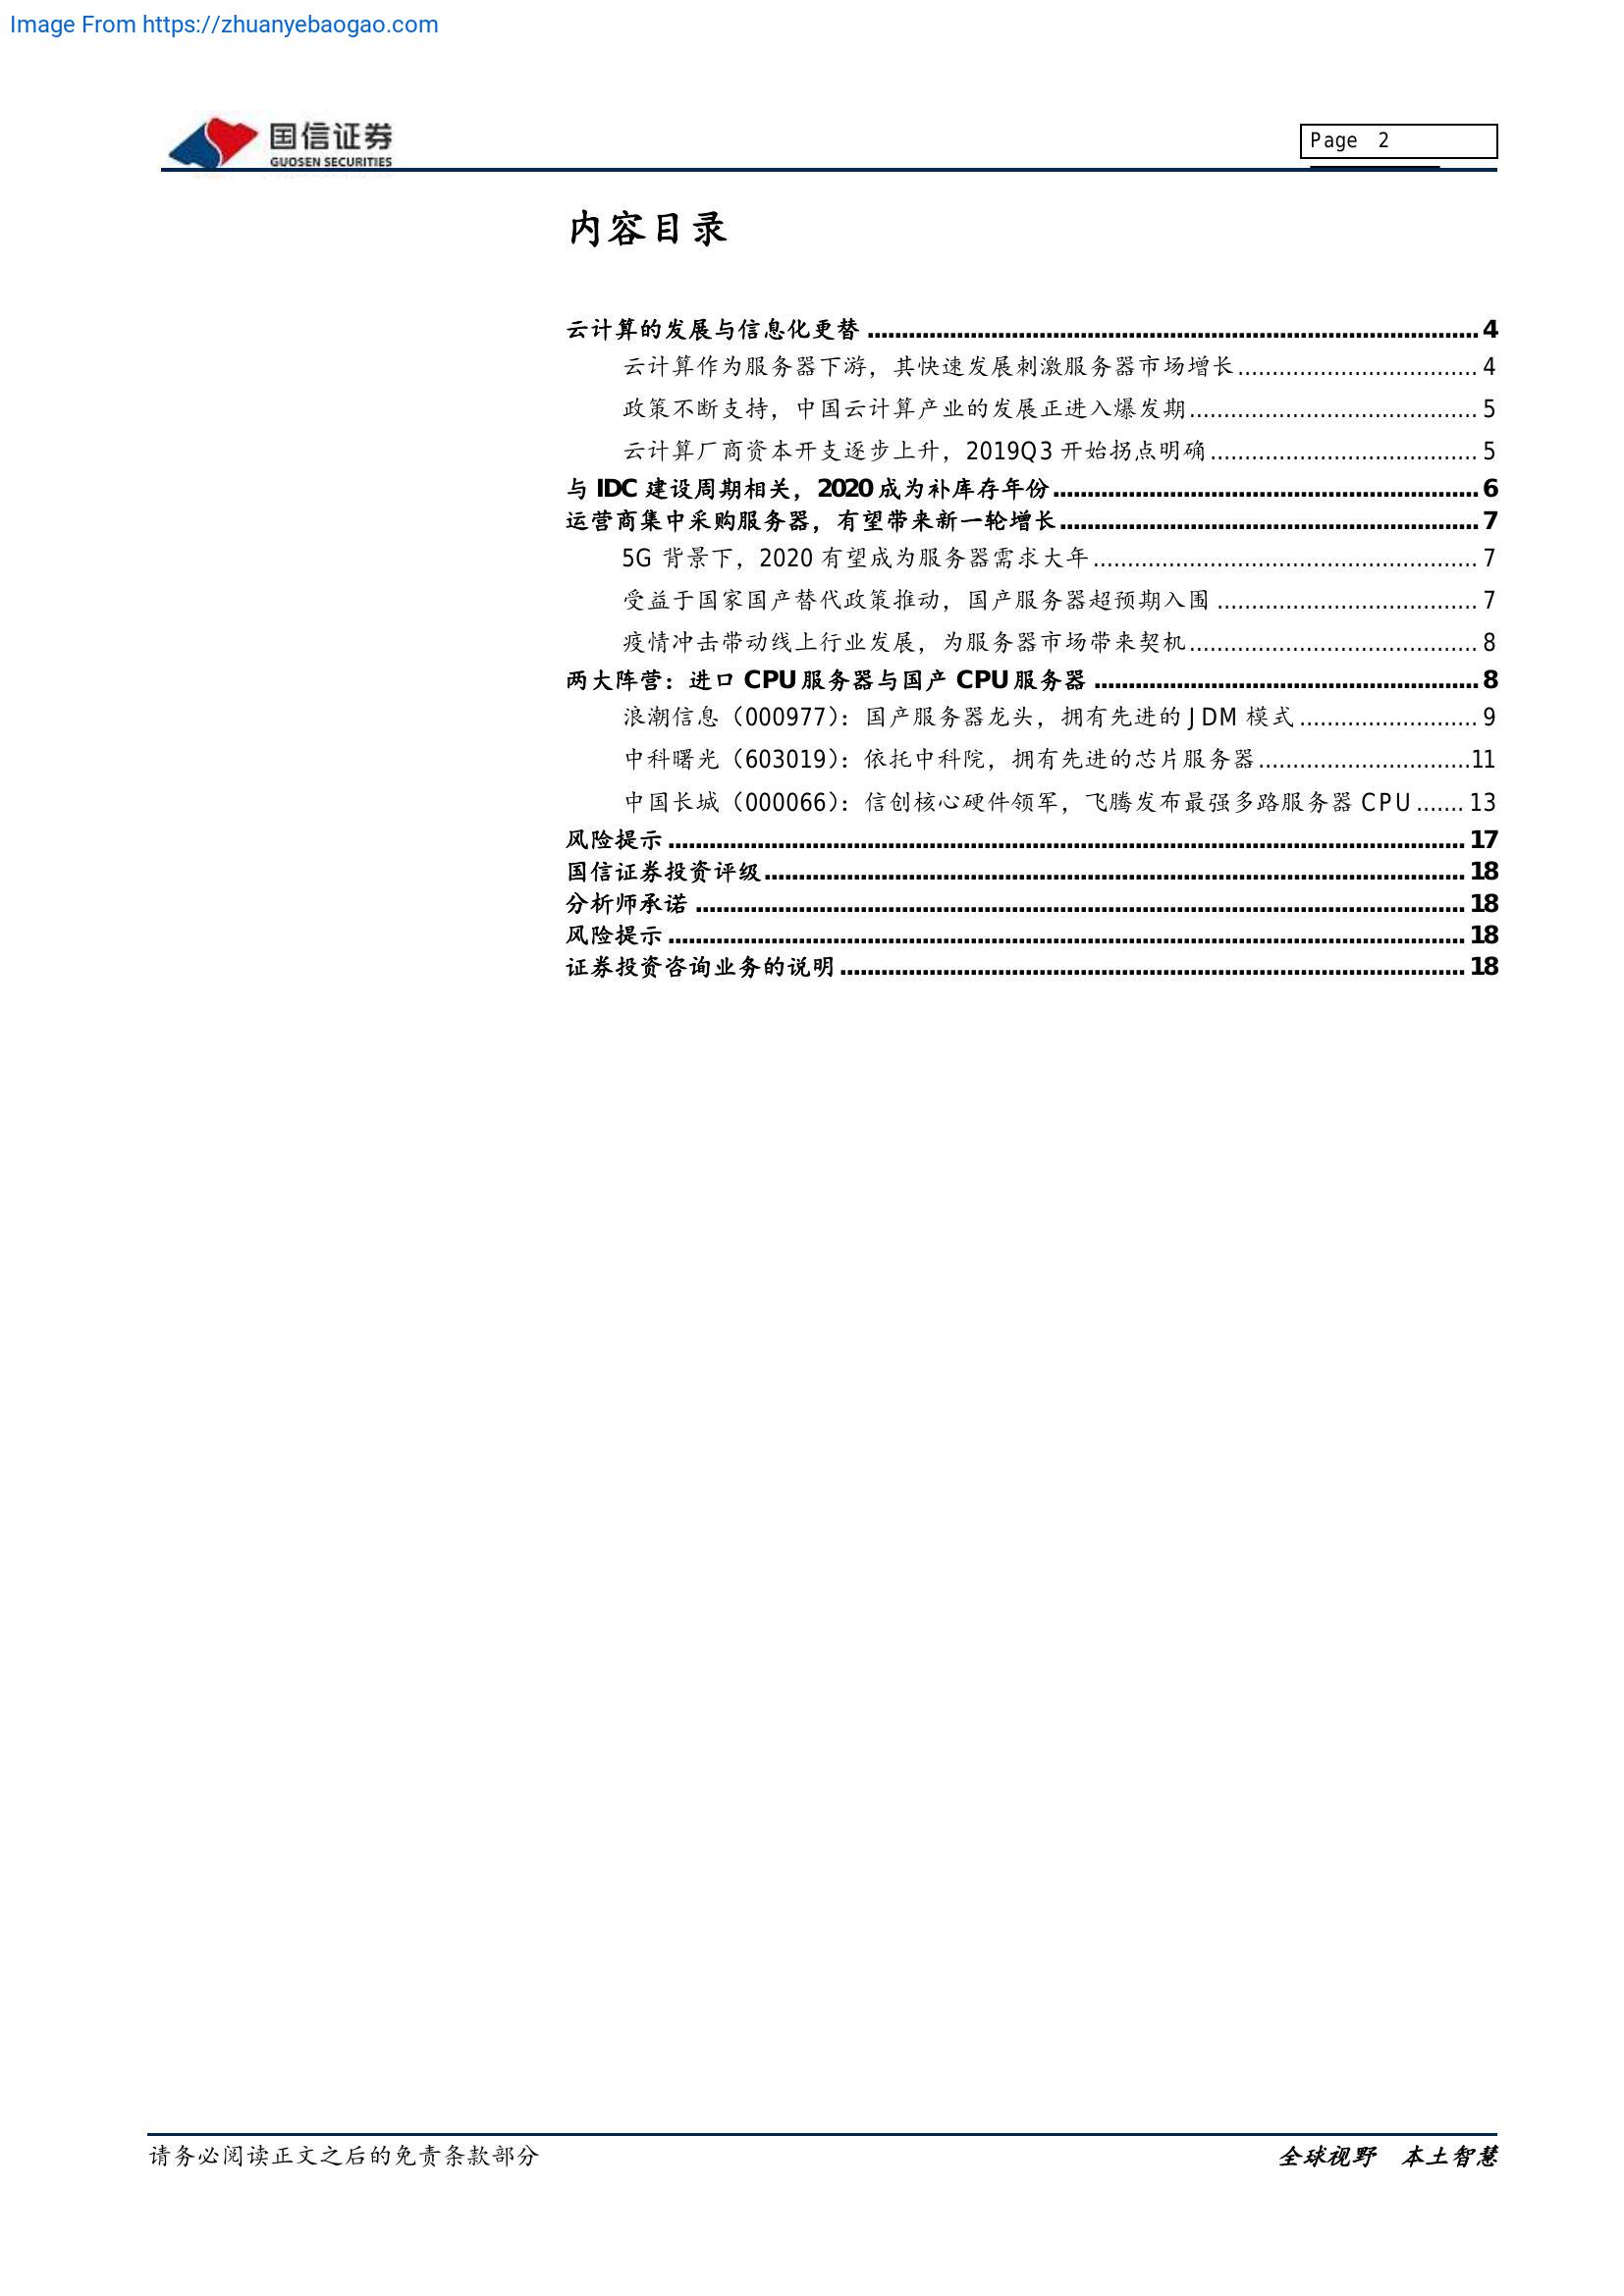 Image From https://zhuanyebaogao.com
国信证券
GUOSEN SECURITIES
Page 2
内容目录
云计算的发展与信息化更替 ........ 4
云计算作为服务器下游，其快速发展刺激服务器市场增长 ........ 4
政策不断支持，中国云计算产业的发展正进入爆发期 ........ 5
云计算厂商资本开支逐步上升，2019Q3 开始拐点明确 ........ 5
与 IDC 建设周期相关，2020 成为补库存年份 ........ 6
运营商集中采购服务器，有望带来新一轮增长 ........ 7
5G 背景下，2020 有望成为服务器需求大年 ........ 7
受益于国家国产替代政策推动，国产服务器超预期入围 ........ 7
疫情冲击带动线上行业发展，为服务器市场带来契机 ........ 8
两大阵营：进口 CPU 服务器与国产 CPU 服务器 ........ 8
浪潮信息（000977）：国产服务器龙头，拥有先进的 JDM 模式 ........ 9
中科曙光（603019）：依托中科院，拥有先进的芯片服务器 ........ 11
中国长城（000066）：信创核心硬件领军，飞腾发布最强多路服务器 CPU ....... 13
风险提示 ........ 17
国信证券投资评级 ........ 18
分析师承诺 ........ 18
风险提示 ........ 18
证券投资咨询业务的说明 ........ 18
请务必阅读正文之后的免责条款部分
全球视野 本土智慧